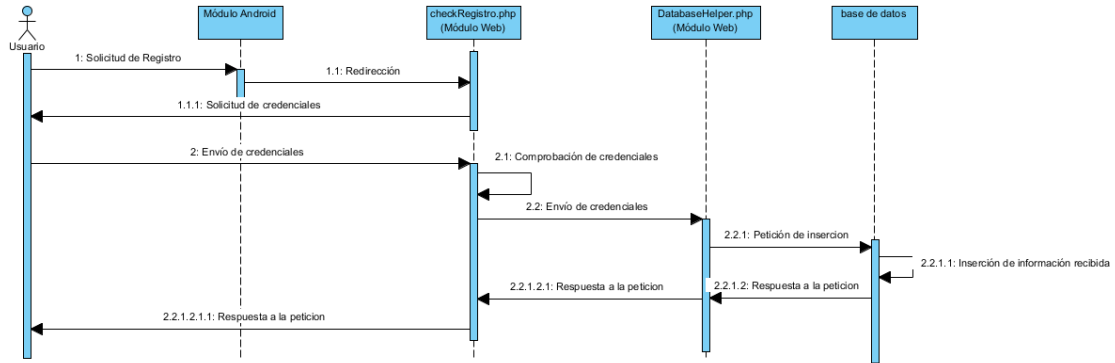 Usuario
Módulo Android
checkRegistro.php
(Módulo Web)
DatabaseHelper.php
(Módulo Web)
base de datos
1: Solicitud de Registro
1.1: Redirección
1.1.1: Solicitud de credenciales
2: Envío de credenciales
2.1: Comprobación de credenciales
2.2: Envío de credenciales
2.2.1: Petición de insercion
2.2.1.1: Inserción de información recibida
2.2.1.2: Respuesta a la peticion
2.2.1.2.1: Respuesta a la peticion
2.2.1.2.1.1: Respuesta a la peticion